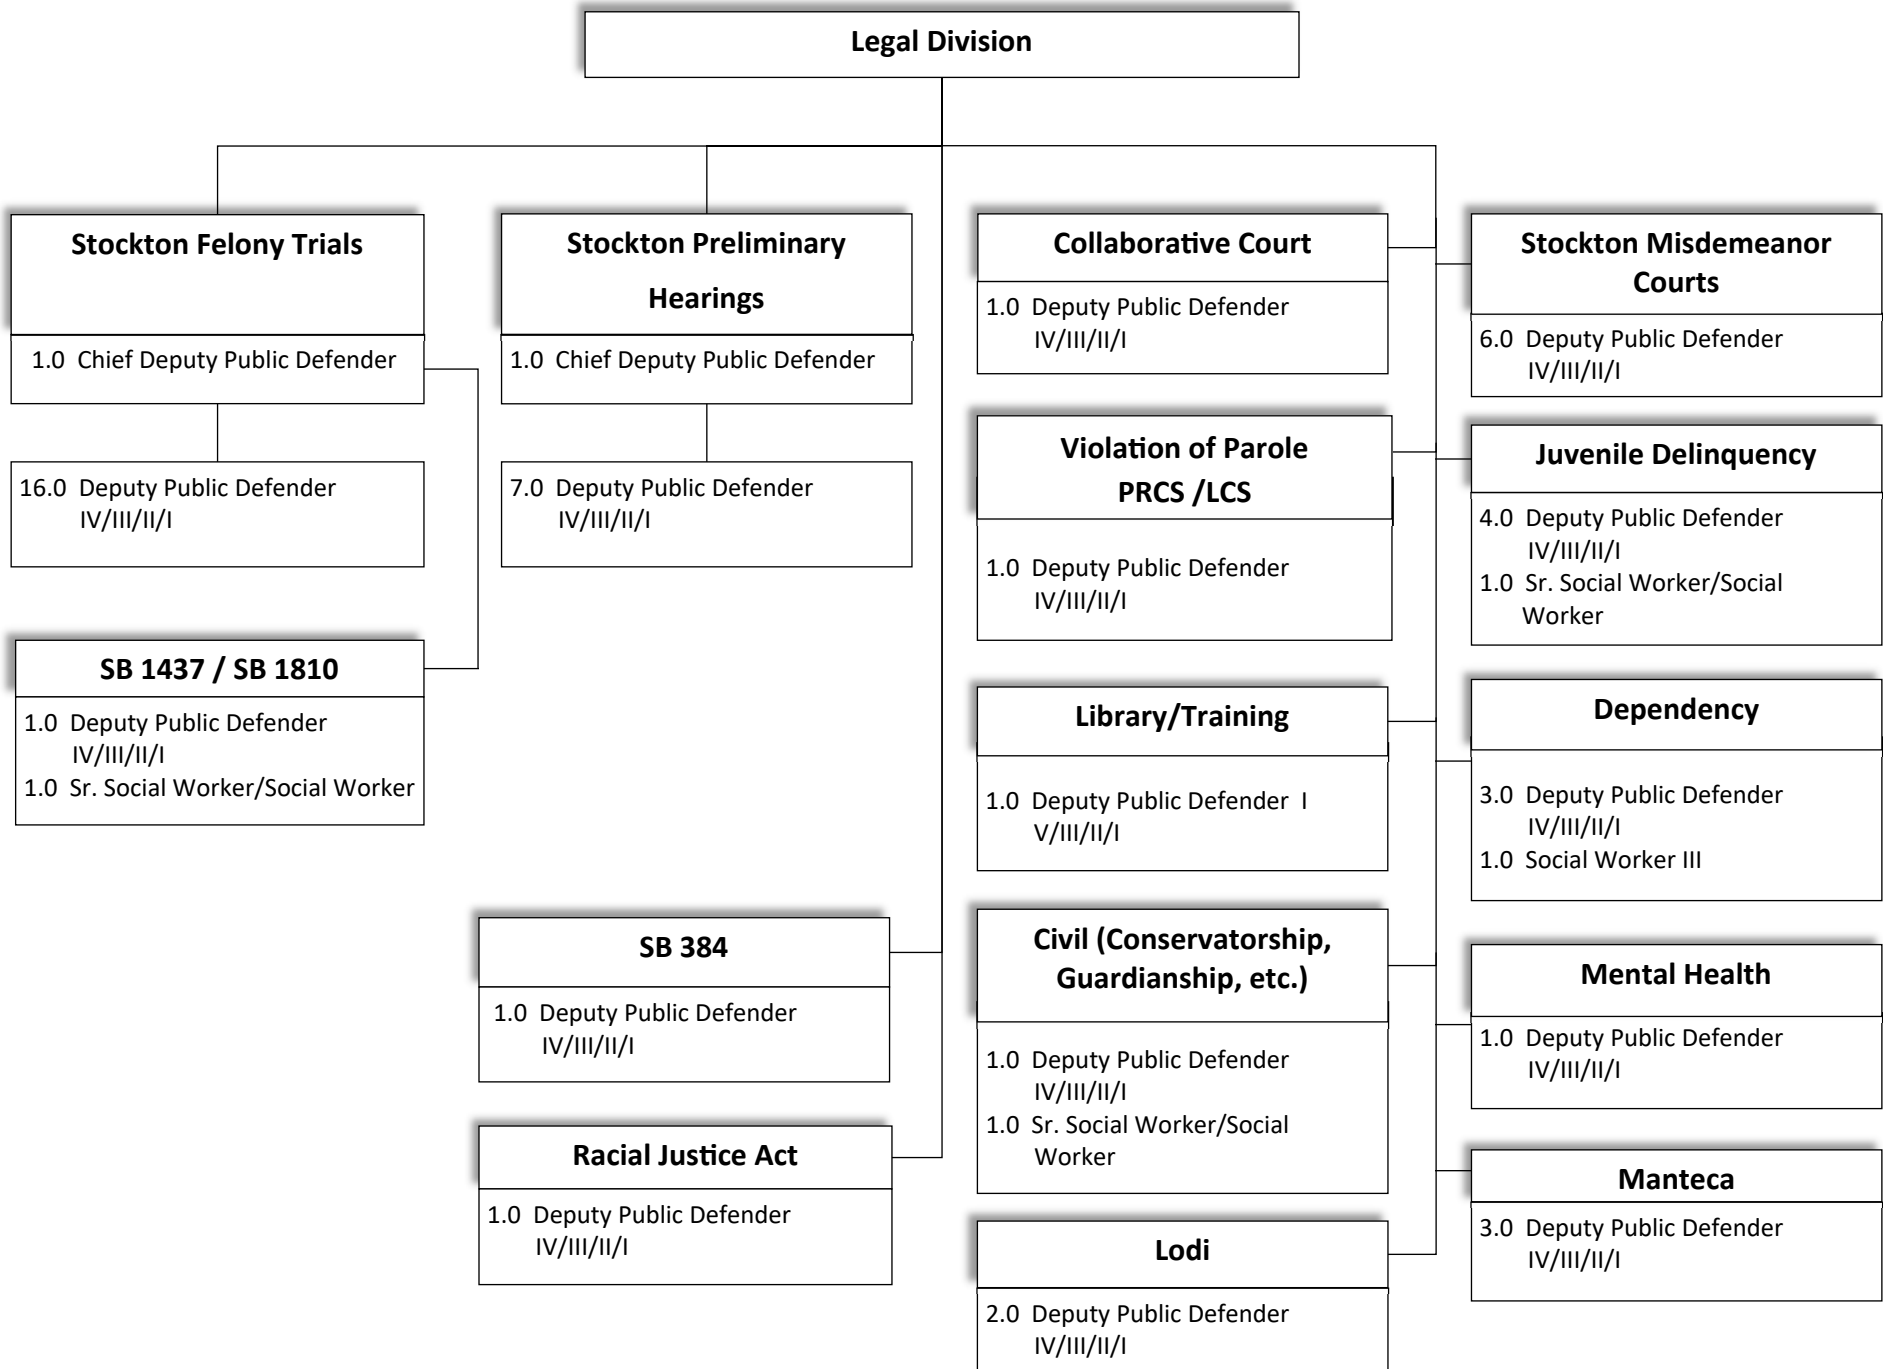 Legal Division
Stockton Felony Trials
1.0 Chief Deputy Public Defender
16.0 Deputy Public Defender
IV/III/II/I
SB 1437 / SB 1810
1.0 Deputy Public Defender
IV/III/II/I
1.0 Sr. Social Worker/Social Worker
Stockton Preliminary
Hearings
1.0 Chief Deputy Public Defender
7.0 Deputy Public Defender
IV/III/II/I
SB 384
1.0 Deputy Public Defender
IV/III/II/I
Racial Justice Act
1.0 Deputy Public Defender
IV/III/II/I
Collaborative Court
1.0 Deputy Public Defender
IV/III/II/I
Violation of Parole
PRCS /LCS
1.0 Deputy Public Defender
IV/III/II/I
Library/Training
1.0 Deputy Public Defender I
V/III/II/I
Civil (Conservatorship,
Guardianship, etc.)
1.0 Deputy Public Defender
IV/III/II/I
1.0 Sr. Social Worker/Social
Worker
Lodi
2.0 Deputy Public Defender
IV/III/II/I
Stockton Misdemeanor
Courts
6.0 Deputy Public Defender
IV/III/II/I
Juvenile Delinquency
4.0 Deputy Public Defender
IV/III/II/I
1.0 Sr. Social Worker/Social
Worker
Dependency
3.0 Deputy Public Defender
IV/III/II/I
1.0 Social Worker III
Mental Health
1.0 Deputy Public Defender
IV/III/II/I
Manteca
3.0 Deputy Public Defender
IV/III/II/I